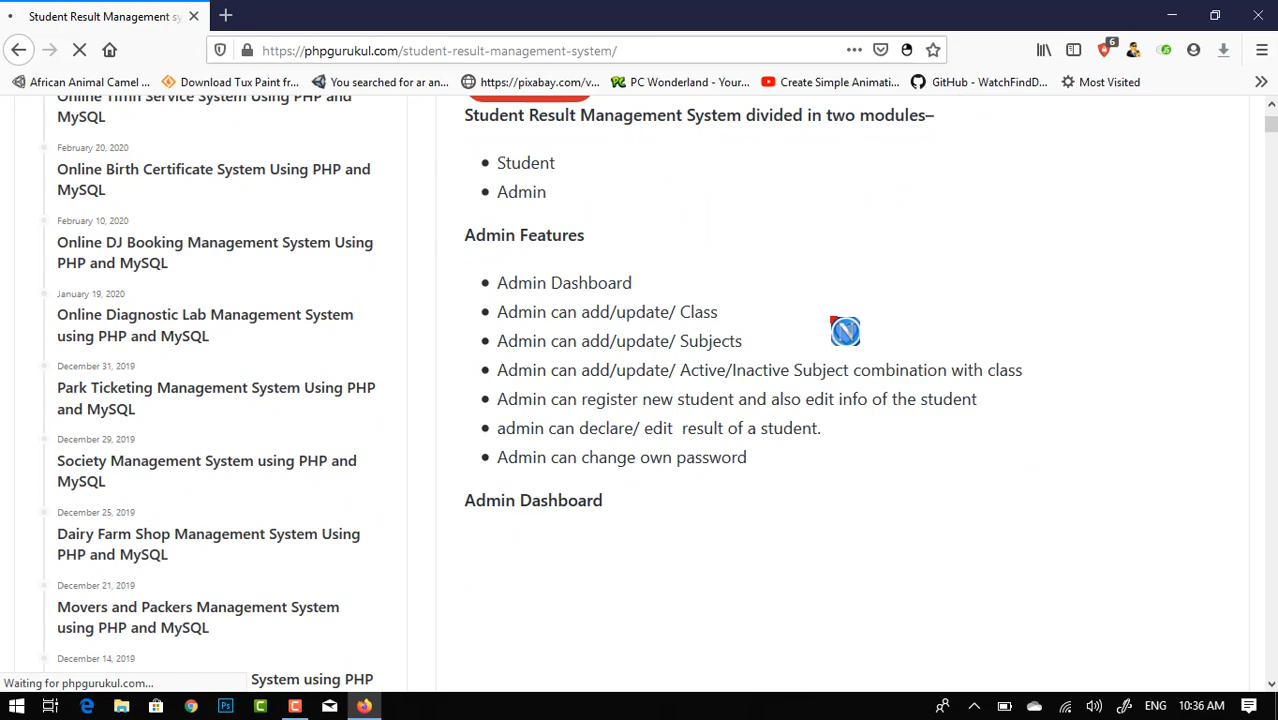 Student Result Management sy
https://phpgurukul.com/student-result-management-system/
6
African Animal Camel ...
Download Tux Paint fr...
You searched for ar an...
https://pixabay.com/v...
PC Wonderland - Your...
Create Simple Animati...
GitHub - WatchFindD...
Most Visited
Online Tiffin Service System Using PHP and
MySQL
February 20, 2020
Online Birth Certificate System Using PHP and
MySQL
February 10, 2020
Online DJ Booking Management System Using
PHP and MySQL
January 19, 2020
Online Diagnostic Lab Management System
using PHP and MySQL
December 31, 2019
Park Ticketing Management System Using PHP
and MySQL
December 29, 2019
Society Management System using PHP and
MySQL
December 25, 2019
Dairy Farm Shop Management System Using
PHP and MySQL
December 21, 2019
Movers and Packers Management System
using PHP and MySQL
December 14, 2019
System using PHP
Student Result Management System divided in two modules–
Student
Admin
Admin Features
Admin Dashboard
Admin can add/update/ Class
Admin can add/update/ Subjects
Admin can add/update/ Active/Inactive Subject combination with class
Admin can register new student and also edit info of the student
admin can declare/ edit  result of a student.
Admin can change own password
Admin Dashboard
N
Waiting for phpgurukul.com...
Ps
C
C
ENG
10:36 AM